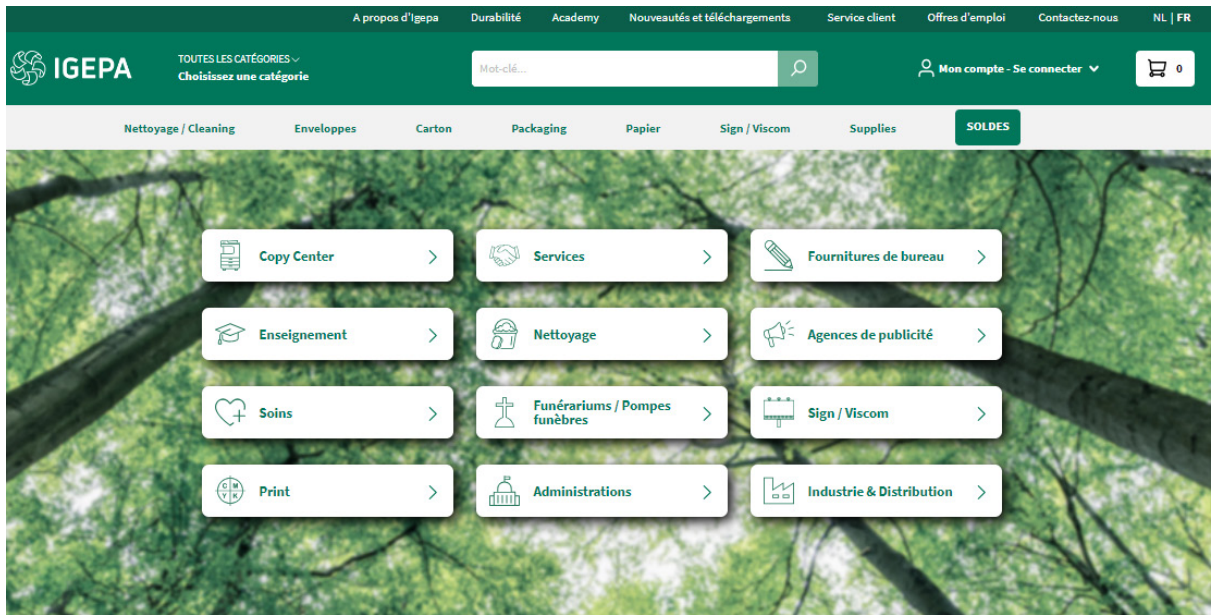 A propos d'Igepa Durabilité Academy Nouveautés et téléchargements Service client Offres d'emploi Contactez-nous NL | FR
IGEPA
TOUTES LES CATÉGORIES
Choisissez une catégorie
Mot-clé...
Mon compte - Se connecter
0
Nettoyage / Cleaning Enveloppes Carton Packaging Papier Sign / Viscom Supplies SOLDES
Copy Center
Services
Fournitures de bureau
Enseignement
Nettoyage
Agences de publicité
Soins
Funérariums / Pompes
funèbres
Sign / Viscom
C M
Y K
Print
Administrations
Industrie & Distribution